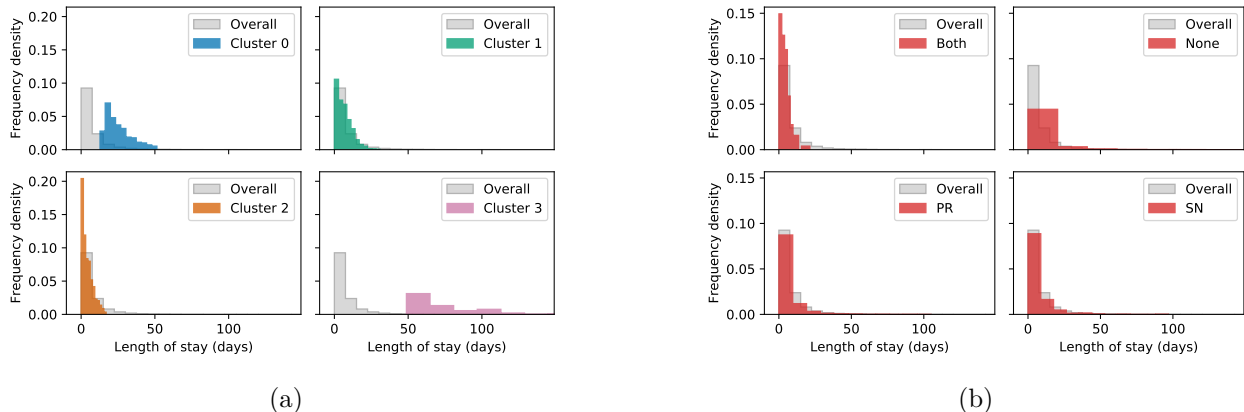 0.20
0.15
0.10
0.05
0.00
Frequency density
Overall
Cluster 0
Overall
Cluster 1
0.20
0.15
0.10
0.05
0.00
Frequency density
Overall
Cluster 2
Overall
Cluster 3
0 50 100
0 50 100
Length of stay (days)
Length of stay (days)
(a)
0.15
0.10
0.05
0.00
Frequency density
Overall
Both
Overall
None
0.15
0.10
0.05
0.00
Frequency density
Overall
PR
Overall
SN
0 50 100
0 50 100
Length of stay (days)
Length of stay (days)
(b)